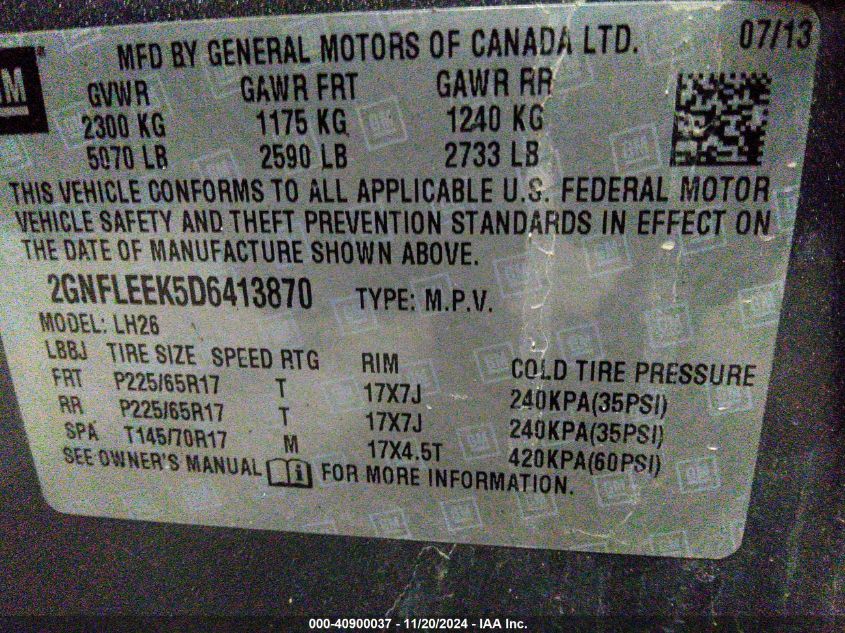 MFD BY GENERAL MOTORS OF CANADA LTD. 07/13
GM
GVWR GAWR FRT GAWR RR
2300 KG 1175 KG 1240 KG
5070 LB 2590 LB 2733 LB
THIS VEHICLE CONFORMS TO ALL APPLICABLE U.S. FEDERAL MOTOR
VEHICLE SAFETY AND THEFT PREVENTION STANDARDS IN EFFECT ON
THE DATE OF MANUFACTURE SHOWN ABOVE.
2GNFLEEK5D6413870 TYPE: M.P.V.
MODEL: LH26
LBBJ TIRE SIZE SPEED RTG RIM COLD TIRE PRESSURE
FRT P225/65R17 T 17X7J 240KPA(35PSI)
RR P225/65R17 T 17X7J 240KPA(35PSI)
SPA T145/70R17 M 17X4.5T 420KPA(60PSI)
SEE OWNER'S MANUAL i FOR MORE INFORMATION.
000-40900037 - 11/20/2024 - IAA Inc.